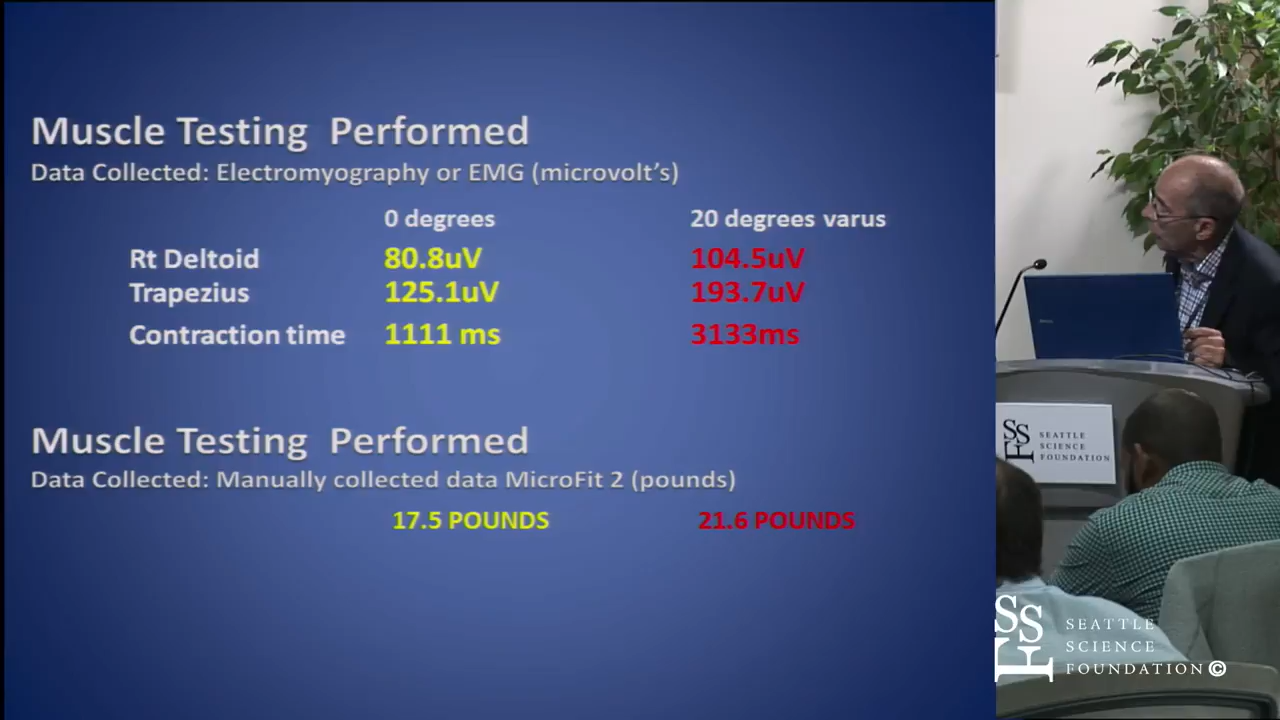 Muscle Testing Performed
Data Collected: Electromyography or EMG (microvolt's)
0 degrees 20 degrees varus
Rt Deltoid 80.8uV 104.5uV
Trapezius 125.1uV 193.7uV
Contraction time 1111 ms 3133ms
Muscle Testing Performed
Data Collected: Manually collected data MicroFit 2 (pounds)
17.5 POUNDS 21.6 POUNDS
SSF
SEATTLE
SCIENCE
FOUNDATION
SSF
SEATTLE
SCIENCE
FOUNDATION©